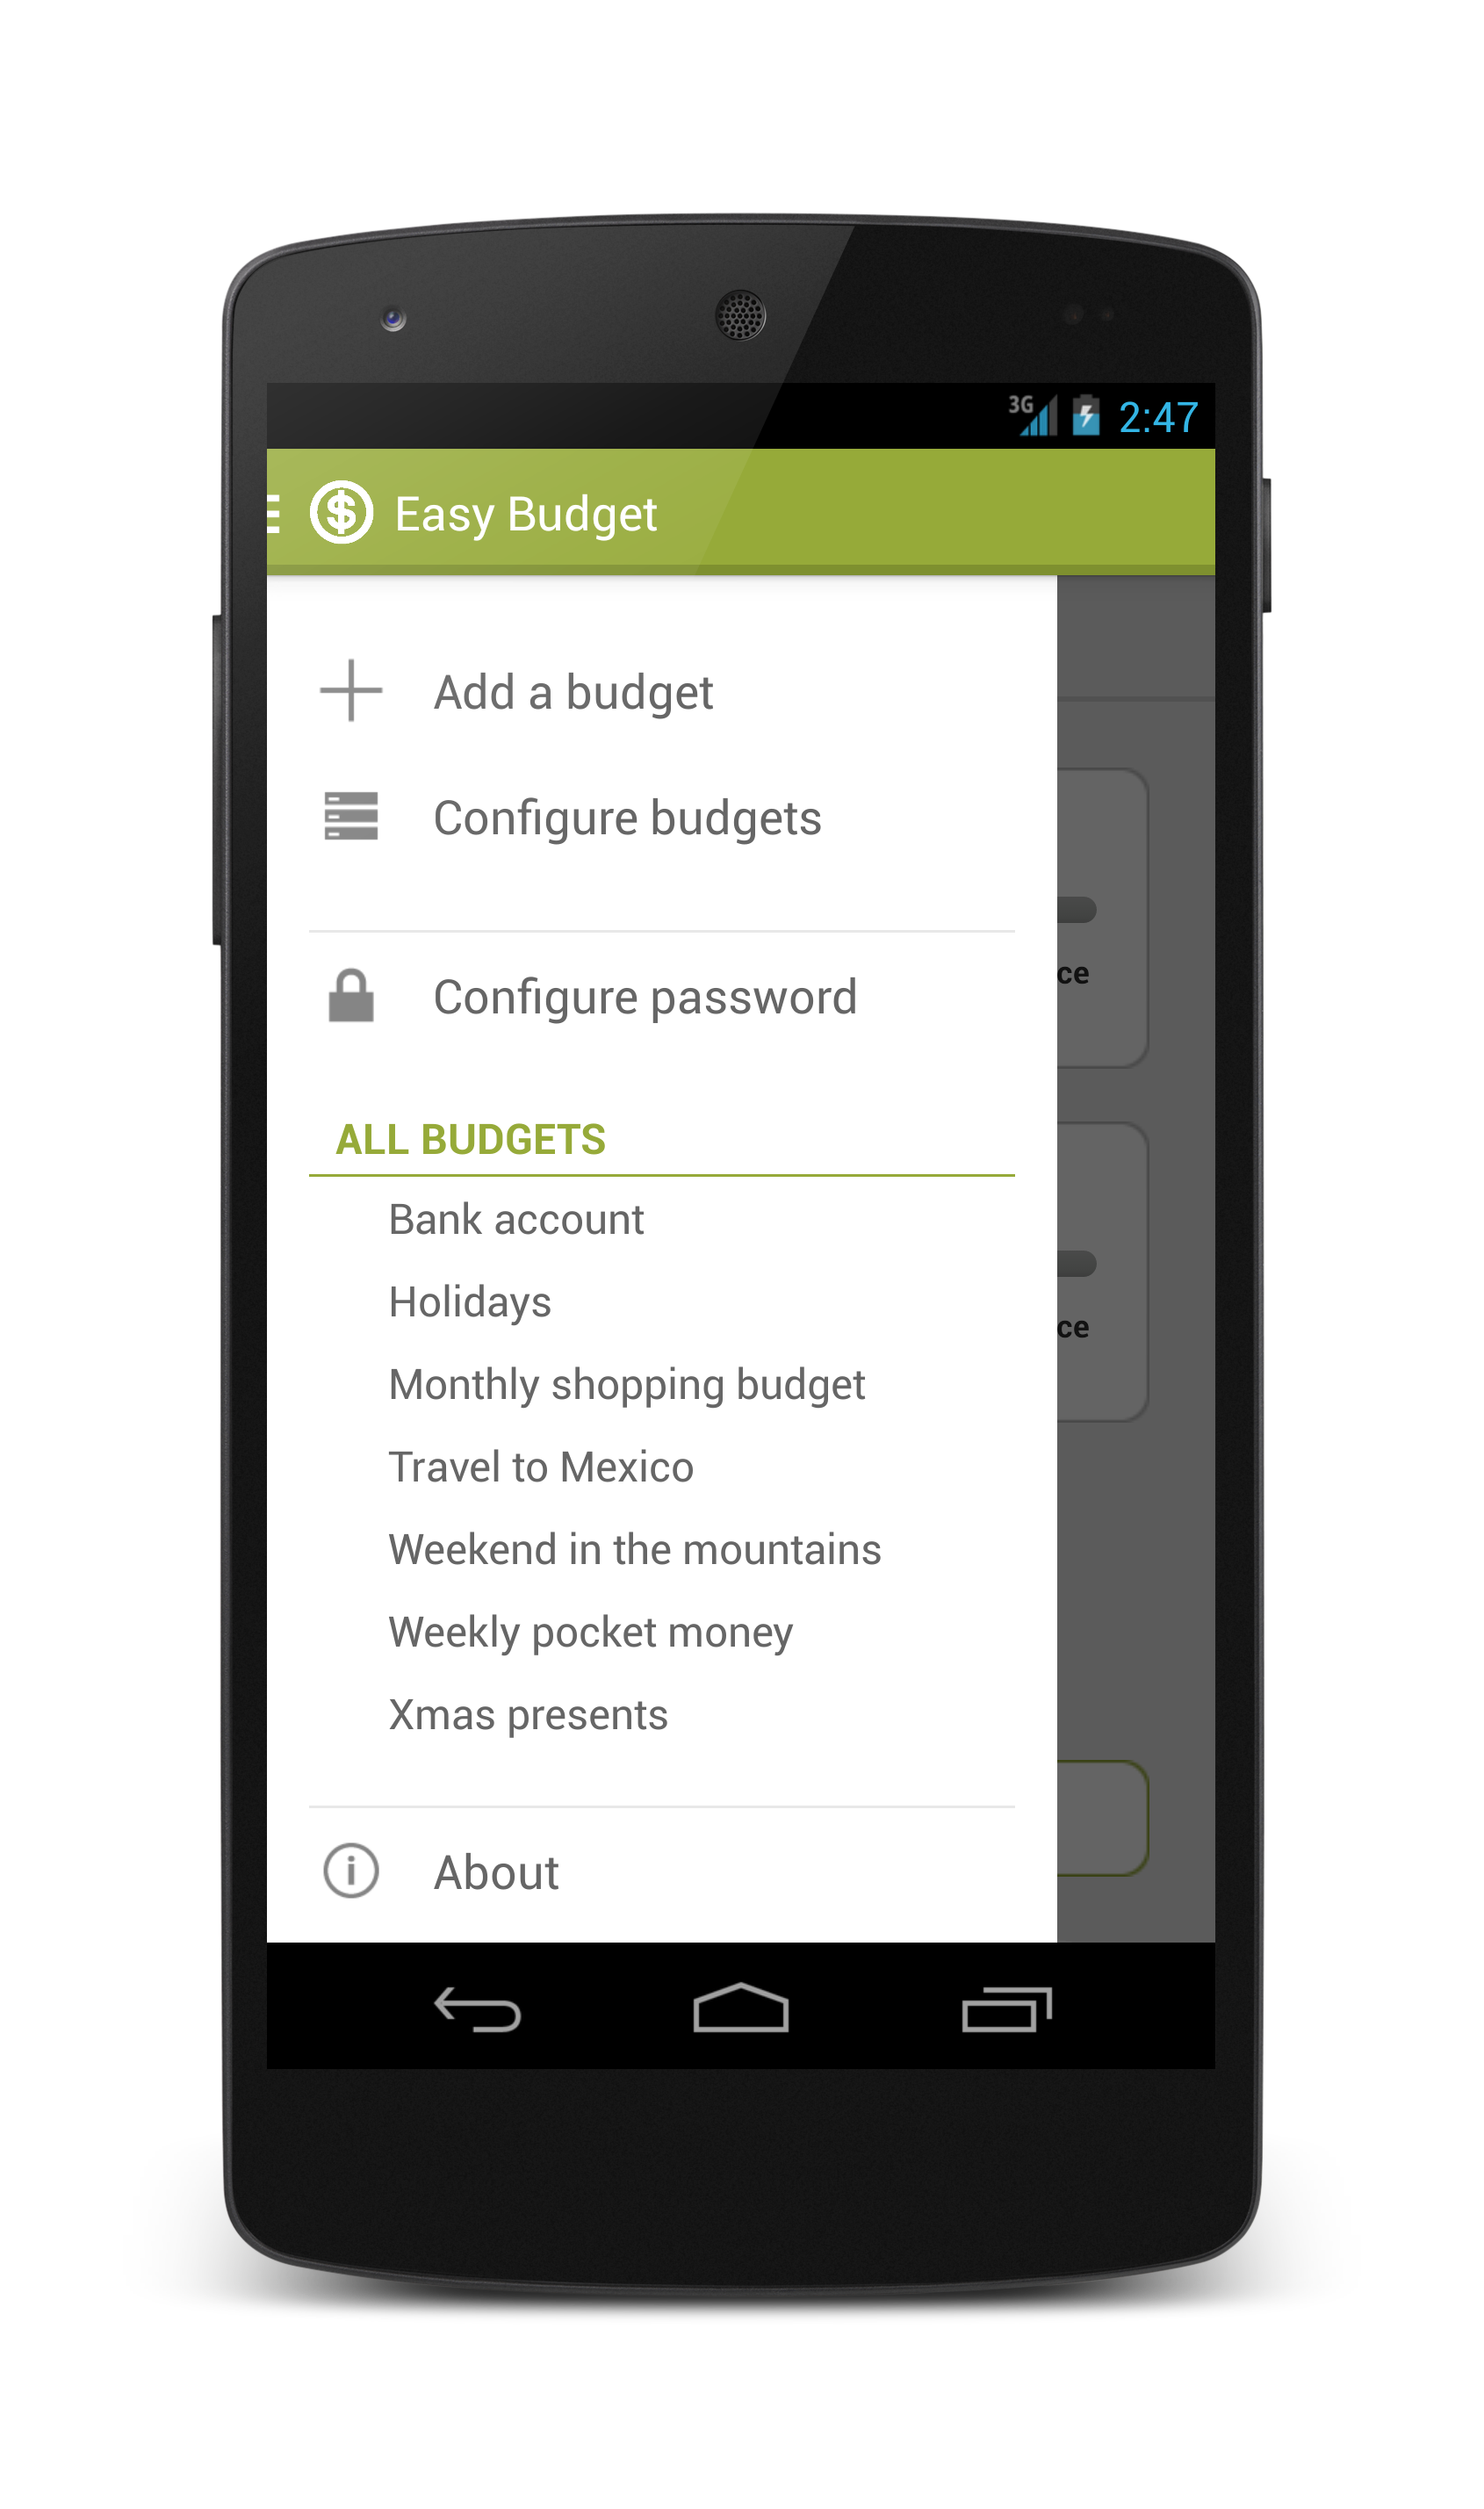 3G 2:47
Easy Budget
Add a budget
Configure budgets
ce
Configure password
ALL BUDGETS
Bank account
Holidays
ce
Monthly shopping budget
Travel to Mexico
Weekend in the mountains
Weekly pocket money
Xmas presents
About